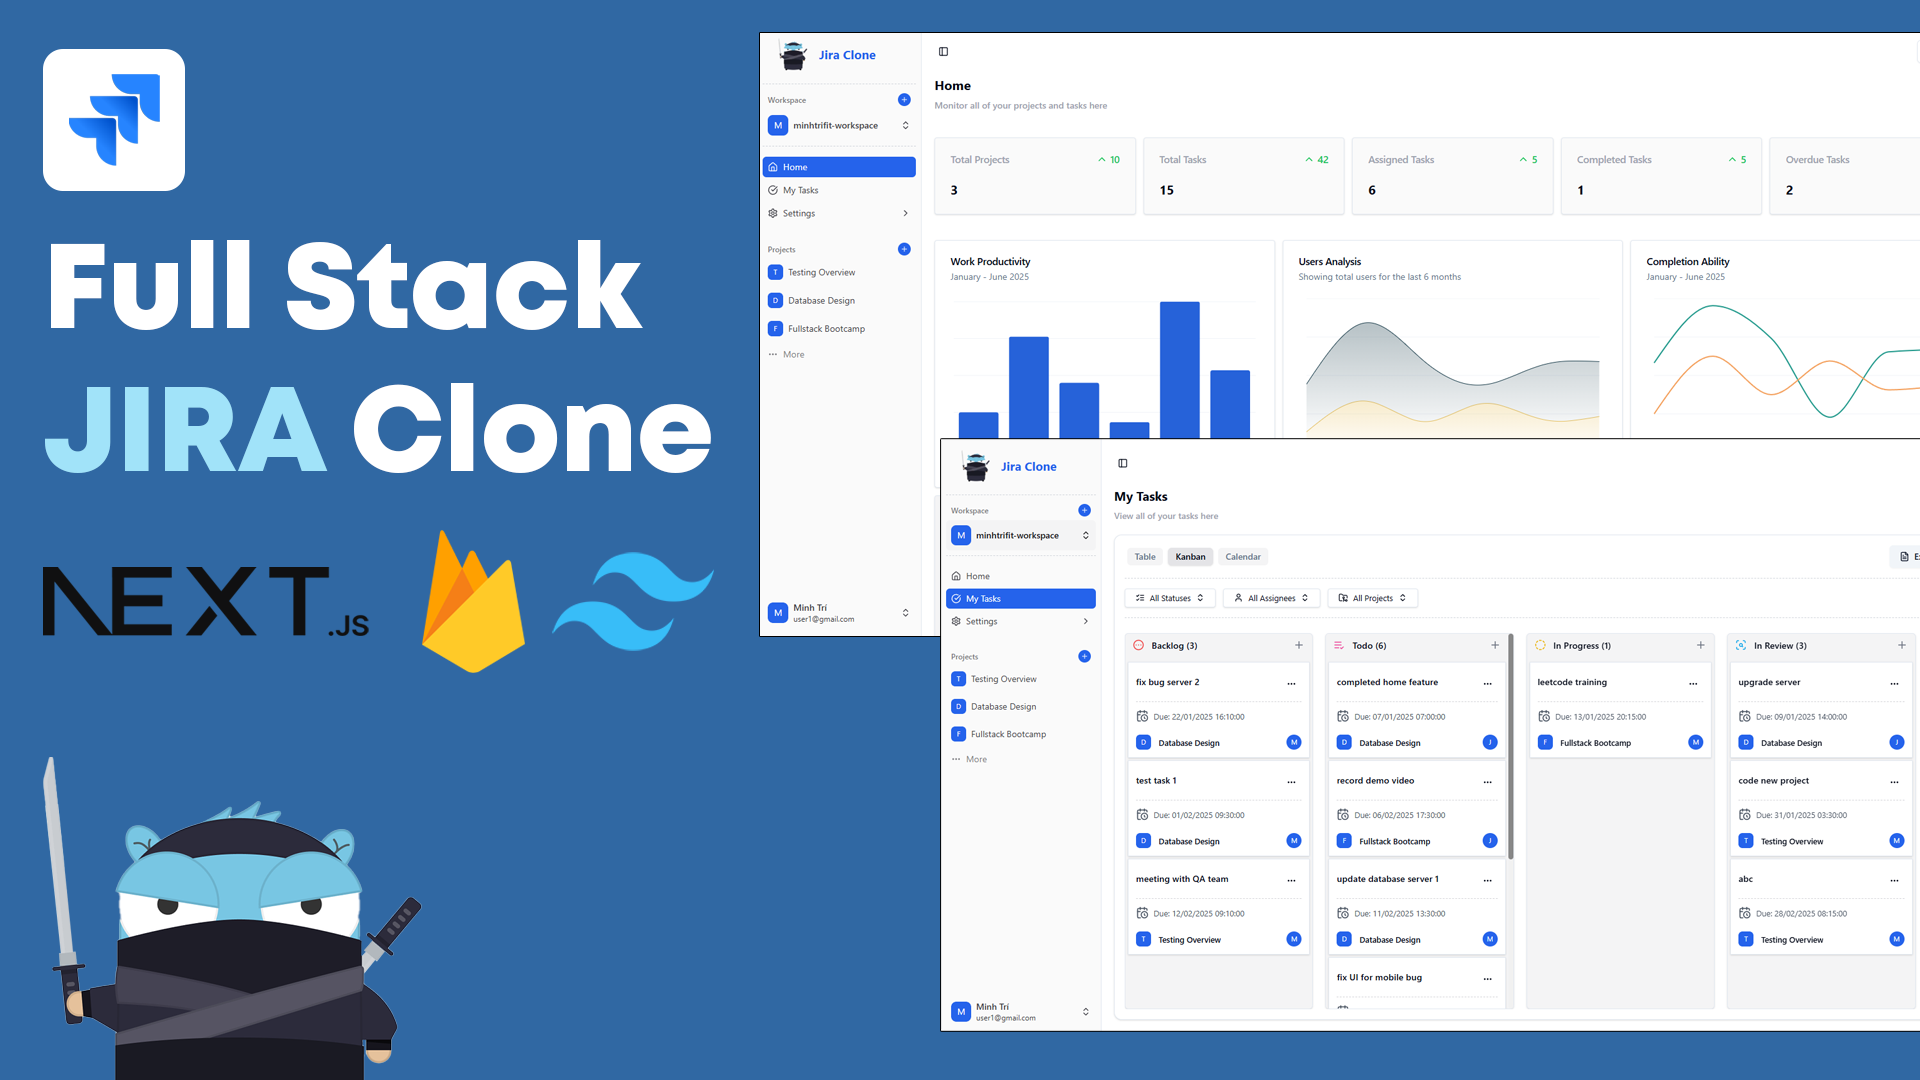 Full Stack
JIRA Clone
NEXT.JS
Jira Clone
Workspace
M minhtrifit-workspace
Home
My Tasks
Settings
Projects
T Testing Overview
D Database Design
F Fullstack Bootcamp
More
M Minh Trí
user1@gmail.com
Home
Monitor all of your projects and tasks here
Total Projects 10
3
Total Tasks 42
15
Assigned Tasks 5
6
Completed Tasks 5
1
Overdue Tasks
2
Work Productivity
January - June 2025
Users Analysis
Showing total users for the last 6 months
Completion Ability
January - June 2025
Jira Clone
Workspace
M minhtrifit-workspace
Home
My Tasks
Settings
Projects
T Testing Overview
D Database Design
F Fullstack Bootcamp
More
M Minh Trí
user1@gmail.com
My Tasks
View all of your tasks here
Table Kanban Calendar
All Statuses All Assignees All Projects
Backlog (3)
fix bug server 2
Due: 22/01/2025 16:10:00
D Database Design M
test task 1
Due: 01/02/2025 09:30:00
D Database Design M
meeting with QA team
Due: 12/02/2025 09:10:00
T Testing Overview M
Todo (6)
completed home feature
Due: 07/01/2025 07:00:00
D Database Design J
record demo video
Due: 06/02/2025 17:30:00
F Fullstack Bootcamp J
update database server 1
Due: 11/02/2025 13:30:00
D Database Design M
fix UI for mobile bug
In Progress (1)
leetcode training
Due: 13/01/2025 20:15:00
F Fullstack Bootcamp M
In Review (3)
upgrade server
Due: 09/01/2025 14:00:00
D Database Design J
code new project
Due: 31/01/2025 03:30:00
T Testing Overview M
abc
Due: 28/02/2025 08:15:00
T Testing Overview M